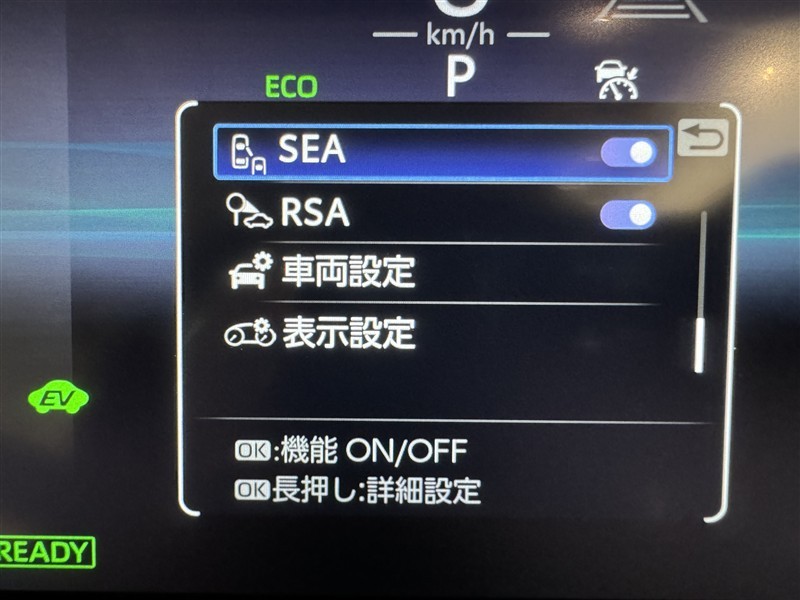 km/h
ECO
P
SEA
RSA
車両設定
表示設定
EV
OK:機能 ON/OFF
OK長押し:詳細設定
READY